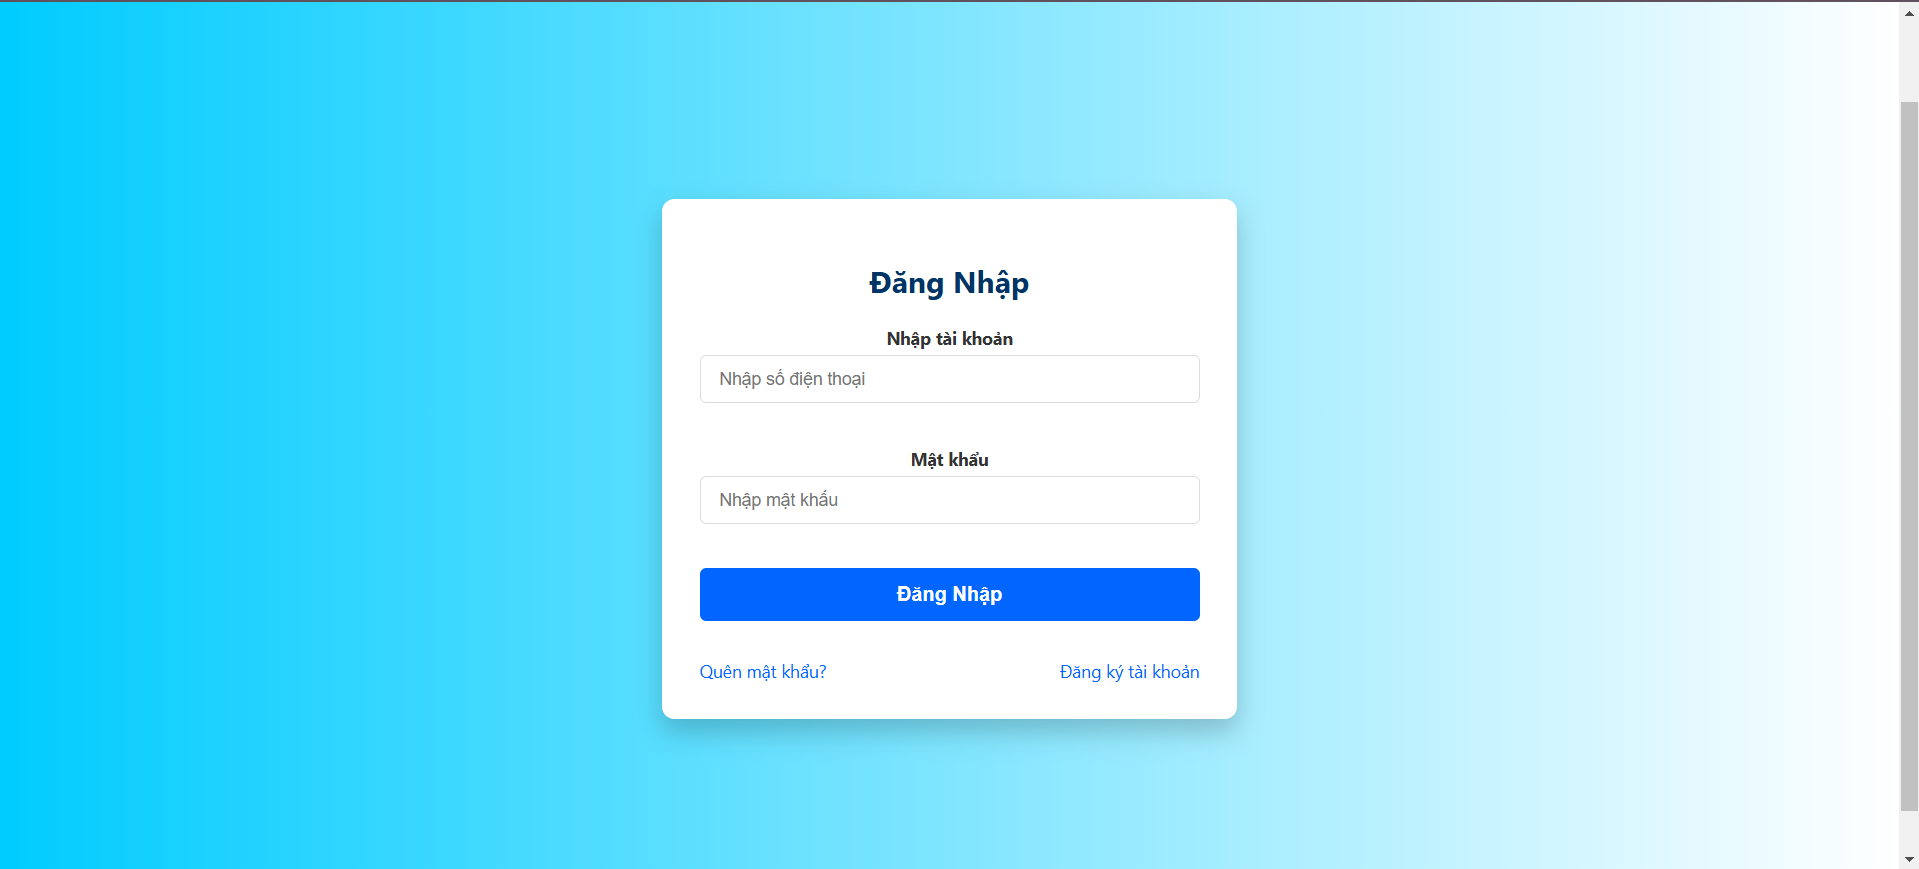 Đăng Nhập
Nhập tài khoản
Nhập số điện thoại
Mật khẩu
Nhập mật khẩu
Đăng Nhập
Quên mật khẩu? Đăng ký tài khoản